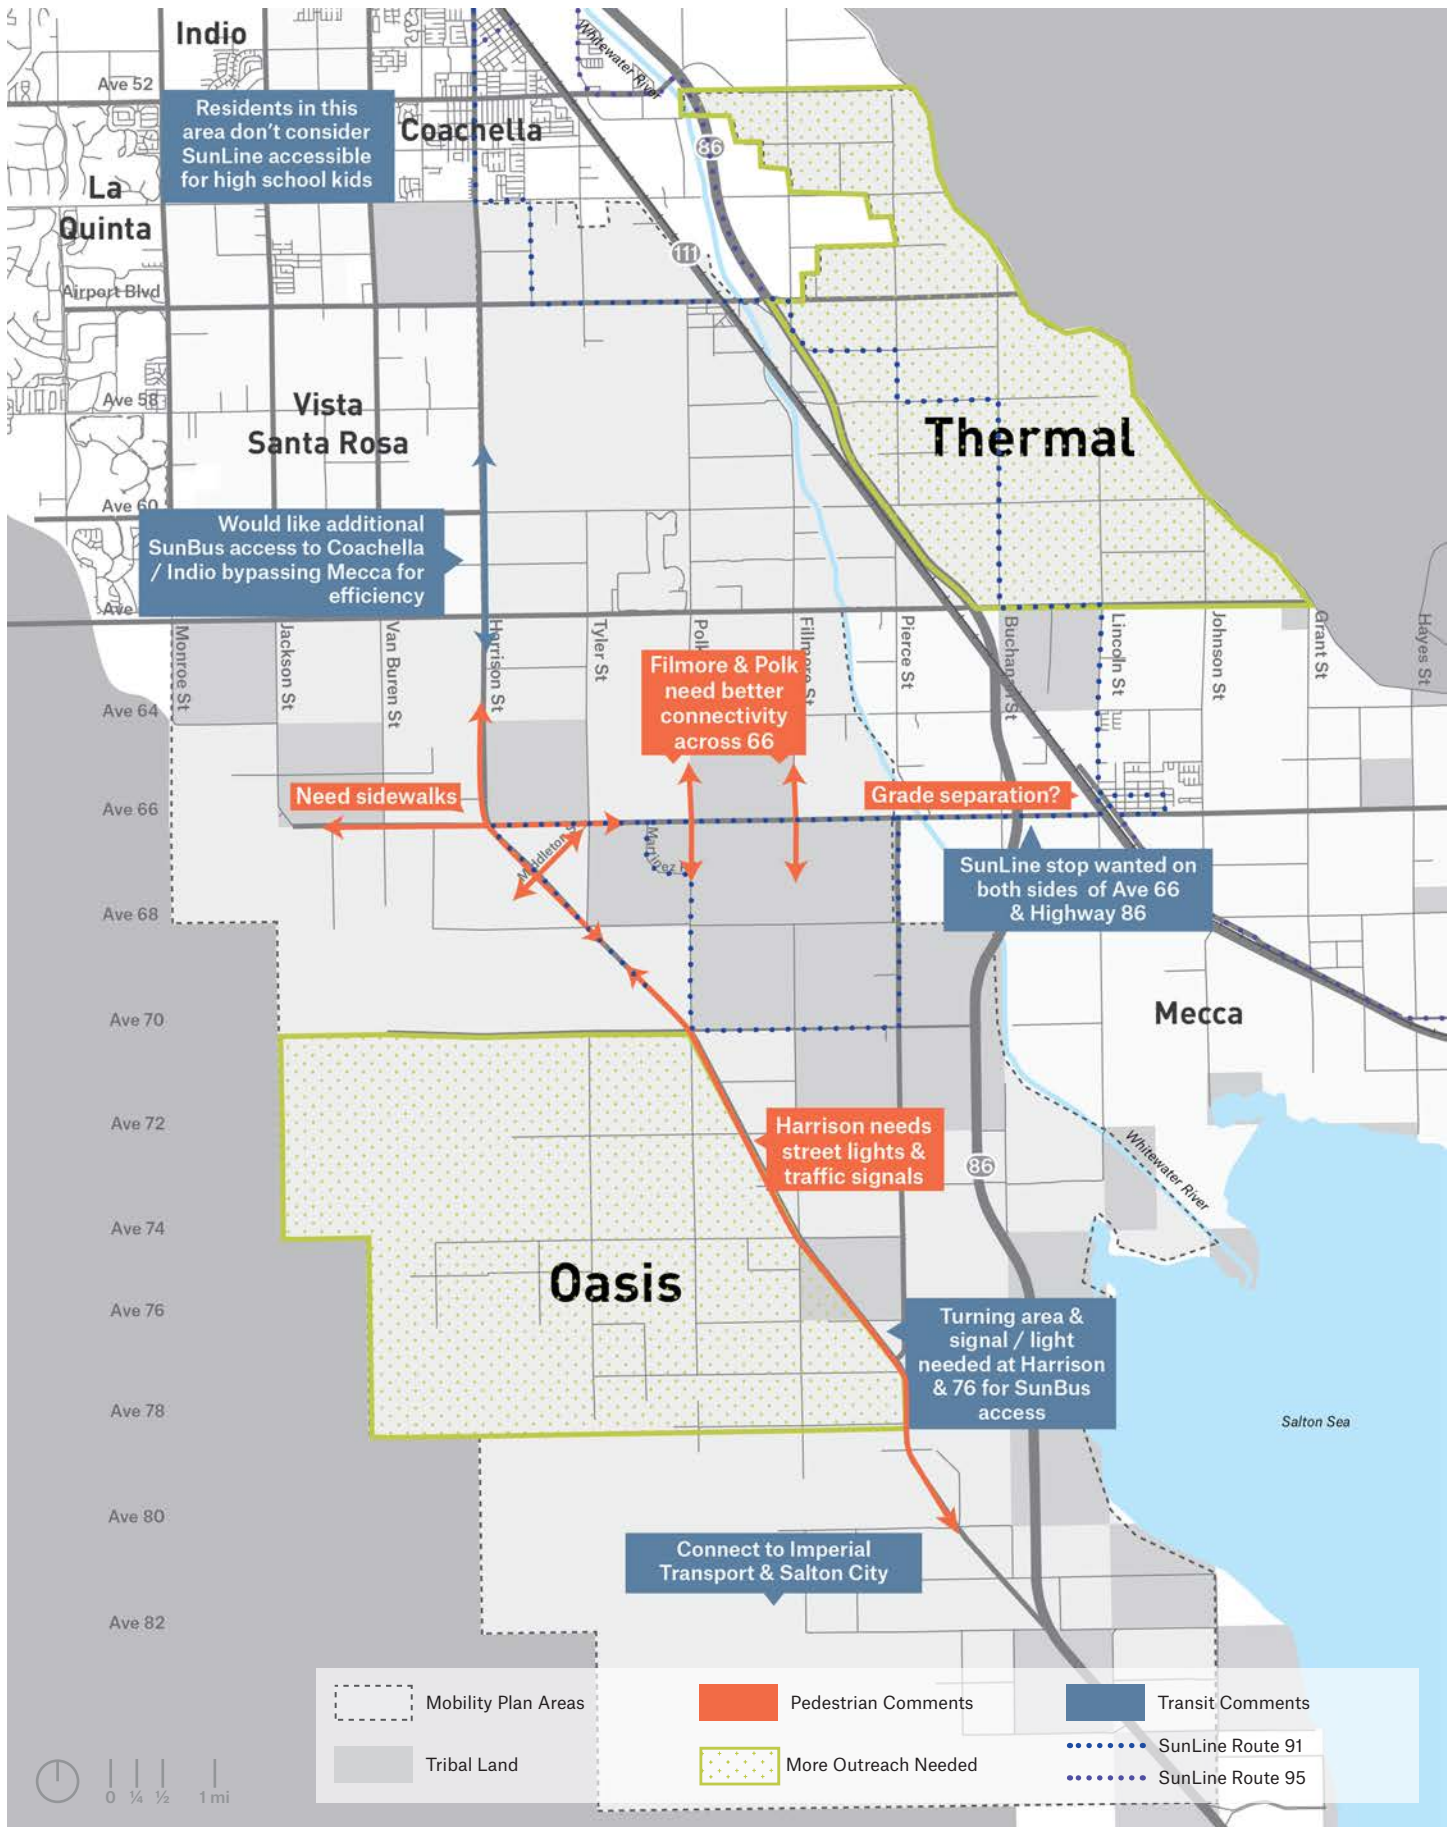 Indio
Whitewater River
Ave 52
Residents in this
area don't consider
SunLine accessible
for high school kids
Coachella
86
La
Quinta
111
Airport Blvd
Ave 58
Vista
Santa Rosa
Thermal
Ave 60
Would like additional
SunBus access to Coachella
/ Indio bypassing Mecca for
efficiency
Ave
Monroe St
Jackson St
Van Buren St
Harrison St
Tyler St
Polk
Fillmore St
Pierce St
Buchanan St
Lincoln St
Johnson St
Grant St
Hayes St
Filmore & Polk
need better
connectivity
across 66
Ave 64
Need sidewalks
Grade separation?
Ave 66
Middleton S
Martinez R
SunLine stop wanted on
both sides of Ave 66
& Highway 86
Ave 68
Mecca
Ave 70
Ave 72
Harrison needs
street lights &
traffic signals
Whitewater River
86
Ave 74
Oasis
Ave 76
Turning area &
signal / light
needed at Harrison
& 76 for SunBus
access
Ave 78
Salton Sea
Ave 80
Connect to Imperial
Transport & Salton City
Ave 82
Mobility Plan Areas
Pedestrian Comments
Transit Comments
Tribal Land
More Outreach Needed
SunLine Route 91
SunLine Route 95
0 ¼ ½ 1 mi